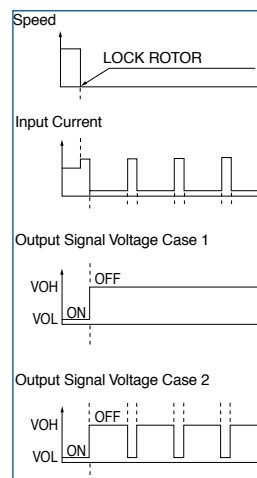 Speed
LOCK ROTOR
Input Current
Output Signal Voltage Case 1
OFF
VOH
ON
VOL
Output Signal Voltage Case 2
OFF
VOH
ON
VOL